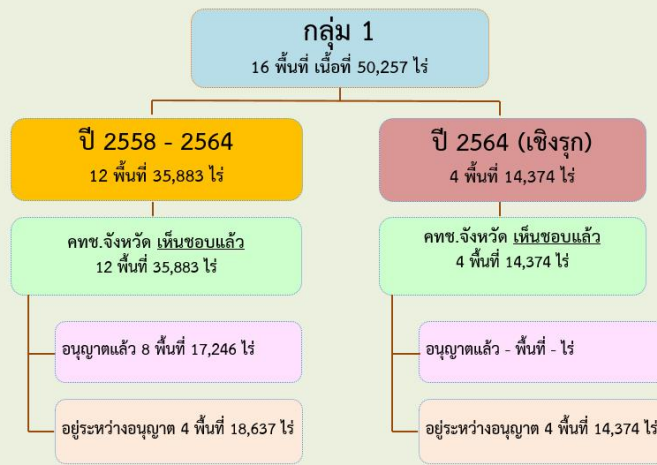 กลุ่ม 1
16 พื้นที่ เนื้อที่ 50,257 ไร่
ปี 2558 - 2564
12 พื้นที่ 35,883 ไร่
คทช.จังหวัด เห็นชอบแล้ว
12 พื้นที่ 35,883 ไร่
อนุญาตแล้ว 8 พื้นที่ 17,246 ไร่
อยู่ระหว่างอนุญาต 4 พื้นที่ 18,637 ไร่
ปี 2564 (เชิงรุก)
4 พื้นที่ 14,374 ไร่
คทช.จังหวัด เห็นชอบแล้ว
4 พื้นที่ 14,374 ไร่
อนุญาตแล้ว - พื้นที่ - ไร่
อยู่ระหว่างอนุญาต 4 พื้นที่ 14,374 ไร่